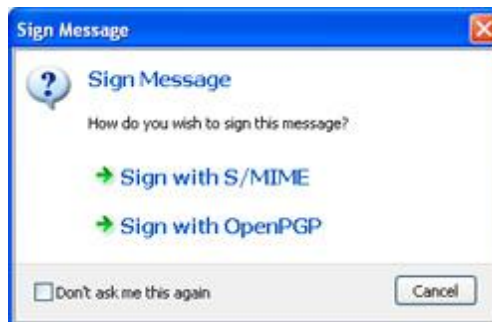 Sign Message
Sign Message
How do you wish to sign this message?
Sign with S/MIME
Sign with OpenPGP
Don't ask me this again
Cancel